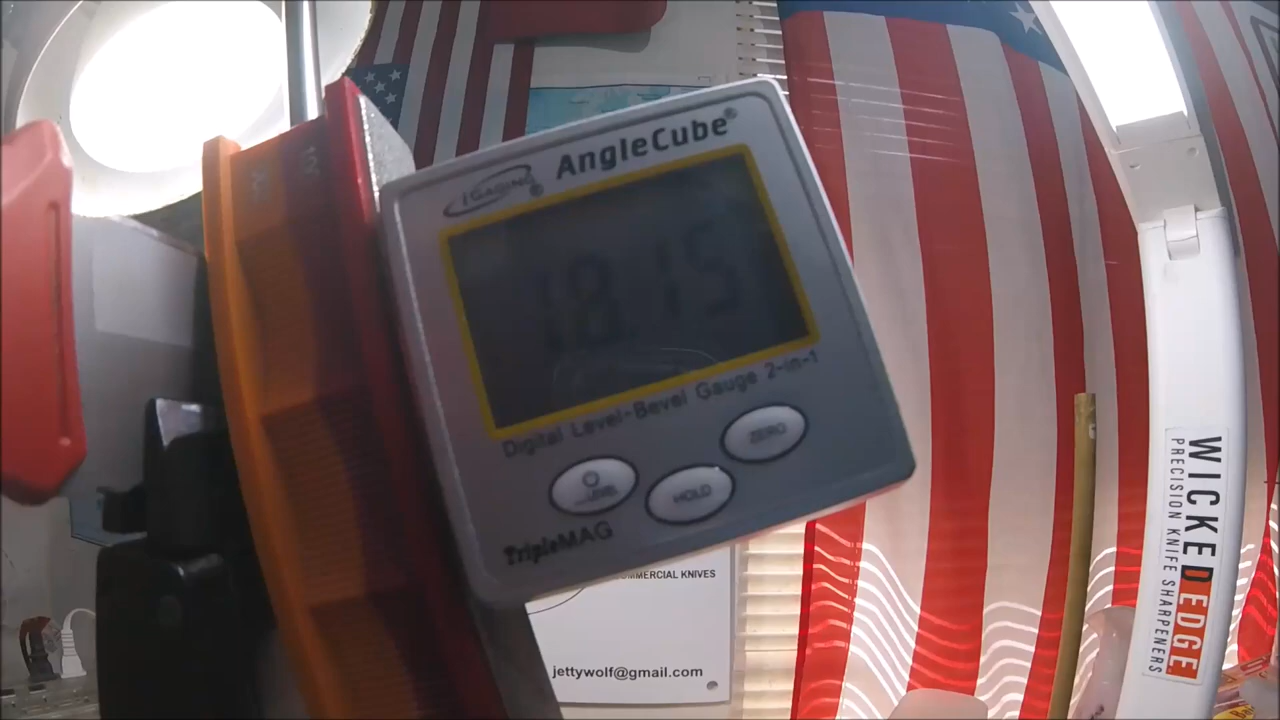 iGAGING®
AngleCube®
18.15
Digital Level-Bevel Gauge 2-in-1
LEVEL
HOLD
ZERO
TripleMAG
COMMERCIAL KNIVES
jettywolf@gmail.com
WICKED EDGE
PRECISION KNIFE SHARPENERS